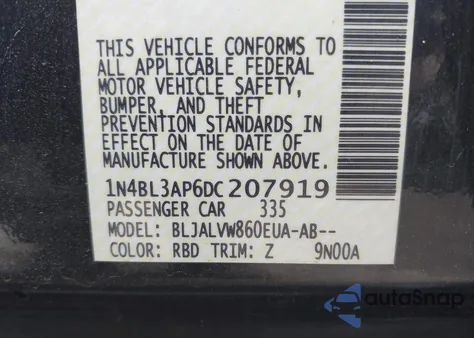 THIS VEHICLE CONFORMS TO
ALL APPLICABLE FEDERAL
MOTOR VEHICLE SAFETY,
BUMPER, AND THEFT
PREVENTION STANDARDS IN
EFFECT ON THE DATE OF
MANUFACTURE SHOWN ABOVE.
1N4BL3AP6DC207919
PASSENGER CAR 335
MODEL: BLJALVW860EUA-AB--
COLOR: RBD TRIM: Z 9N00A
autoSnap